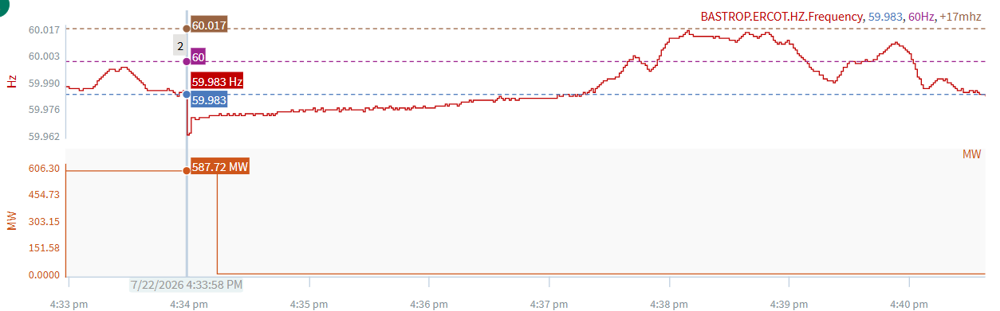 BASTROP.ERCOT.HZ.Frequency, 59.983, 60Hz, +17mhz
60.017
60.017
2
60.003
60
59.990
59.983 Hz
59.983
59.976
59.962
Hz
MW
606.30
587.72 MW
454.73
303.15
151.58
0.0000
MW
7/22/2026 4:33:58 PM
4:33 pm
4:34 pm
4:35 pm
4:36 pm
4:37 pm
4:38 pm
4:39 pm
4:40 pm